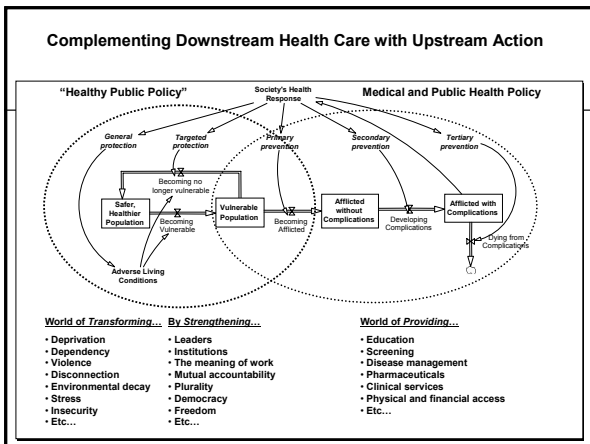 Complementing Downstream Health Care with Upstream Action
“Healthy Public Policy”
Society's Health
Response
Medical and Public Health Policy
General
protection
Targeted
protection
Primary
prevention
Secondary
prevention
Tertiary
prevention
Becoming no
longer vulnerable
Safer,
Healthier
Population
Becoming
Vulnerable
Vulnerable
Population
Becoming
Afflicted
Afflicted
without
Complications
Developing
Complications
Afflicted with
Complications
Dying from
Complications
Adverse Living
Conditions
World of Transforming…
• Deprivation
• Dependency
• Violence
• Disconnection
• Environmental decay
• Stress
• Insecurity
• Etc…
By Strengthening…
• Leaders
• Institutions
• The meaning of work
• Mutual accountability
• Plurality
• Democracy
• Freedom
• Etc…
World of Providing…
• Education
• Screening
• Disease management
• Pharmaceuticals
• Clinical services
• Physical and financial access
• Etc…